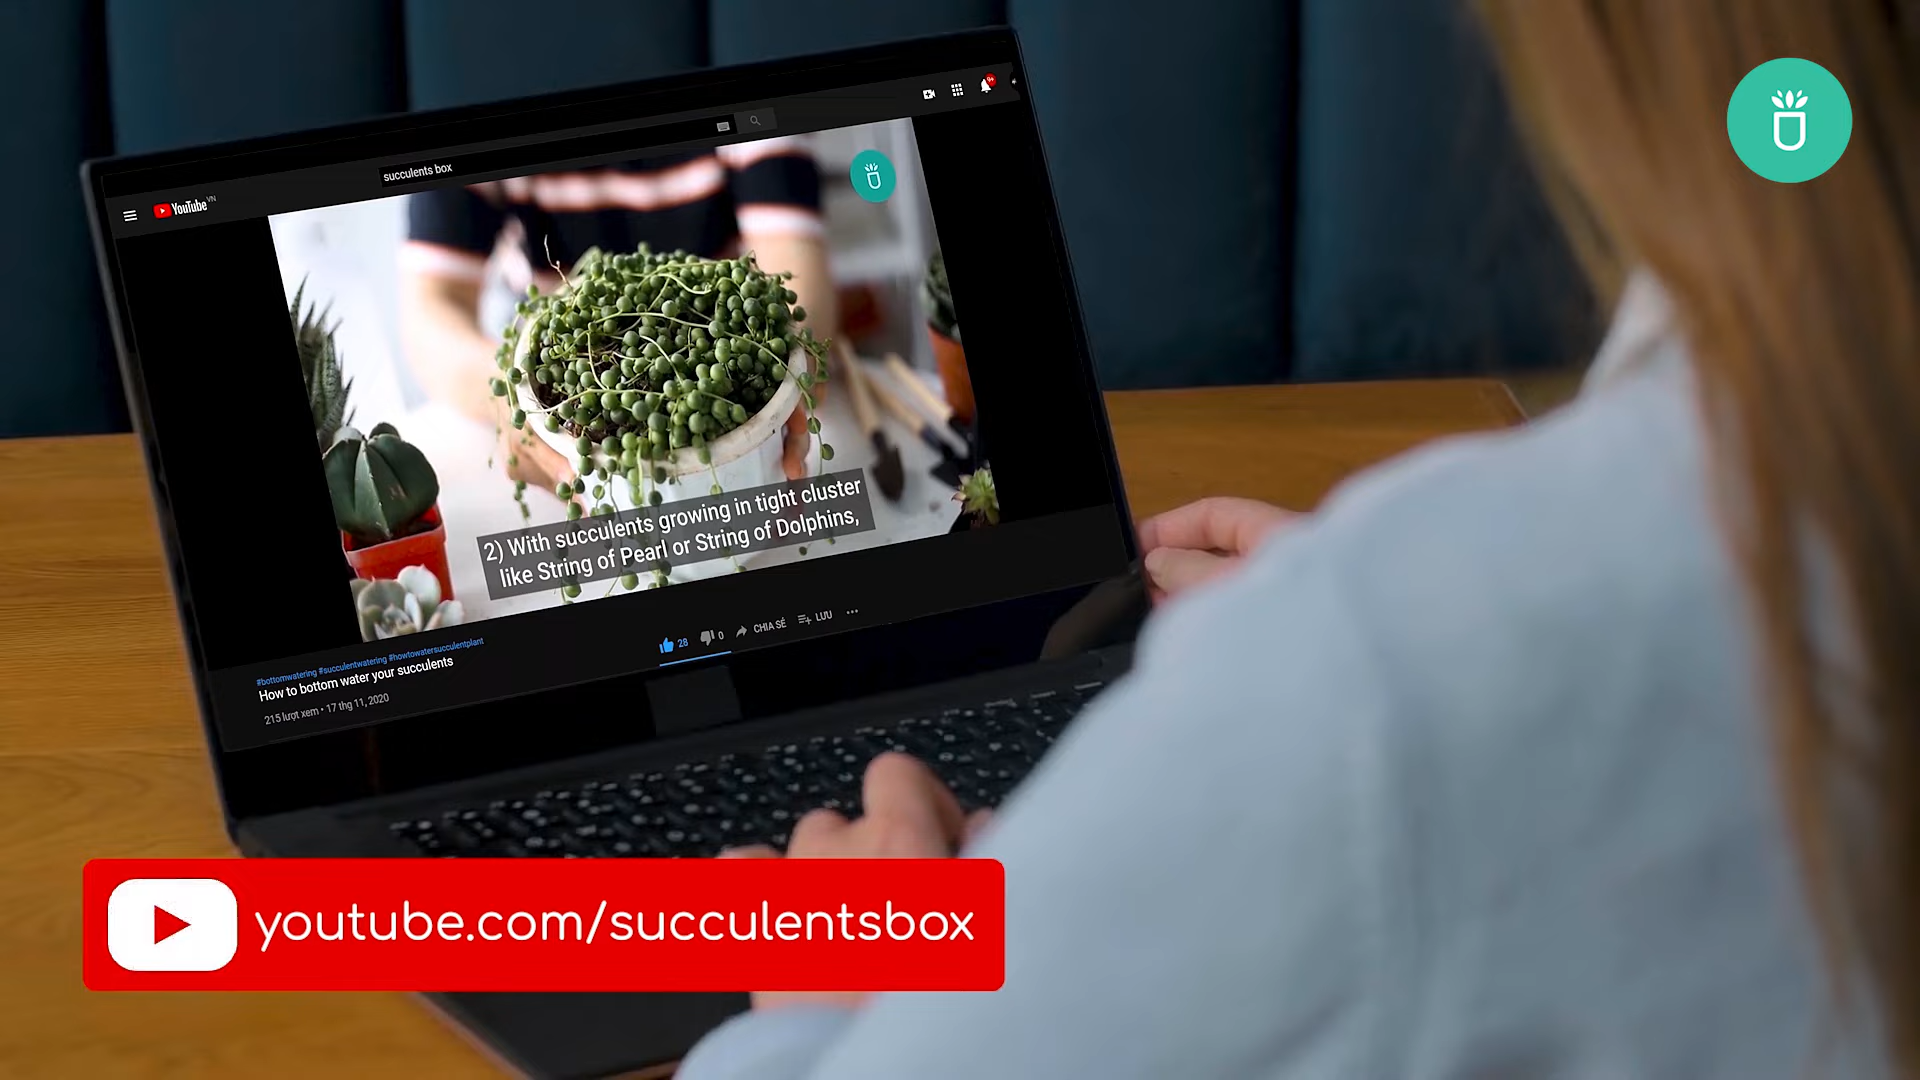 YouTube VN
succulents box
9+
2) With succulents growing in tight cluster
like String of Pearl or String of Dolphins,
#bottomwatering #succulentwatering #howtowatersucculentplant
How to bottom water your succulents
215 lượt xem • 17 thg 11, 2020
28 0 CHIA SẺ LƯU
youtube.com/succulentsbox